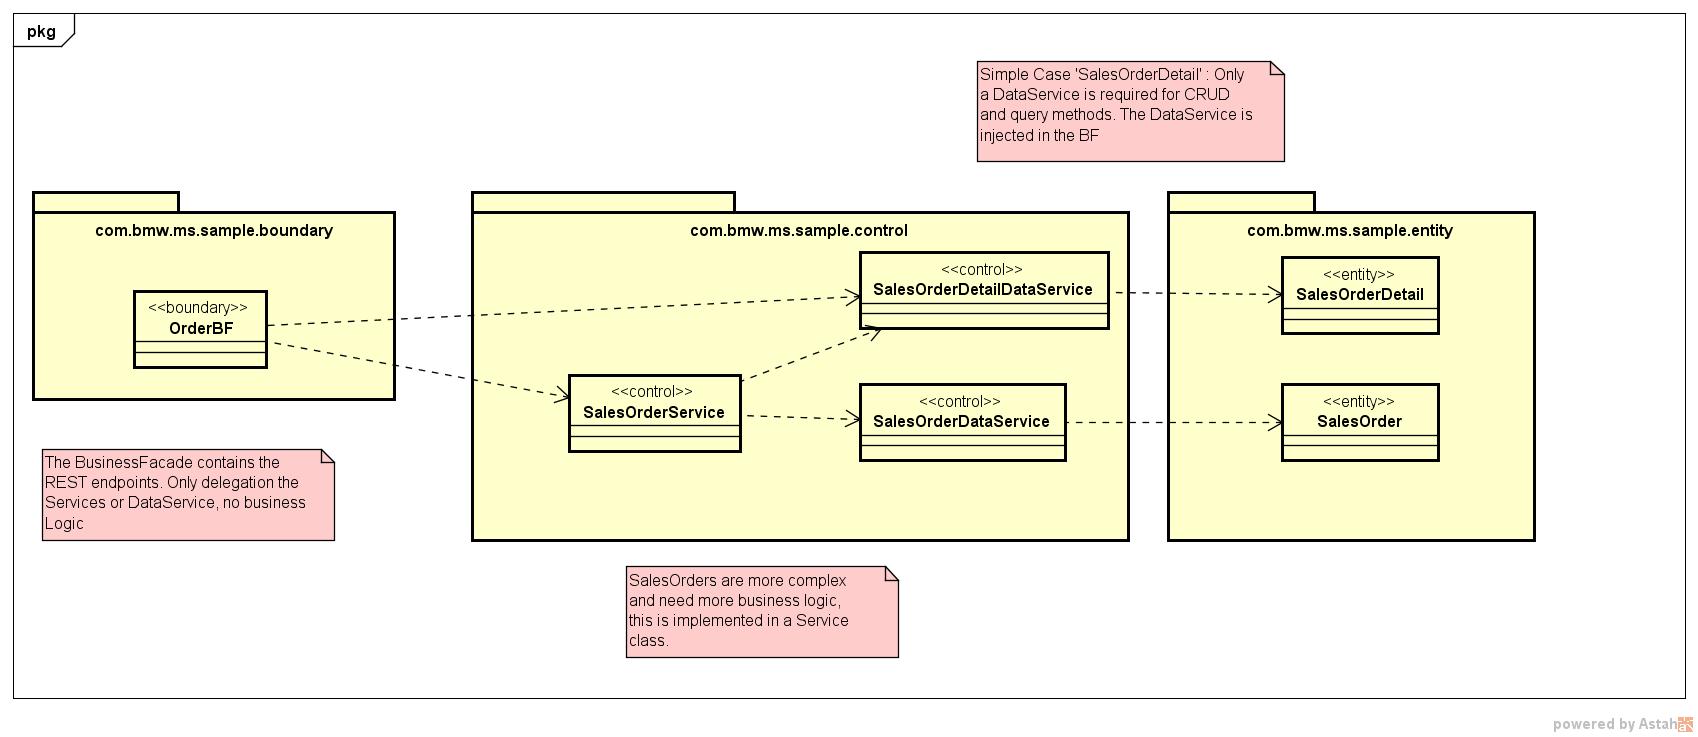 pkg
Simple Case 'SalesOrderDetail' : Only
a DataService is required for CRUD
and query methods. The DataService is
injected in the BF
com.bmw.ms.sample.boundary
<<boundary>>
OrderBF
com.bmw.ms.sample.control
<<control>>
SalesOrderDetailDataService
<<control>>
SalesOrderService
<<control>>
SalesOrderDataService
com.bmw.ms.sample.entity
<<entity>>
SalesOrderDetail
<<entity>>
SalesOrder
The BusinessFacade contains the
REST endpoints. Only delegation the
Services or DataService, no business
Logic
SalesOrders are more complex
and need more business logic,
this is implemented in a Service
class.
powered by Astah